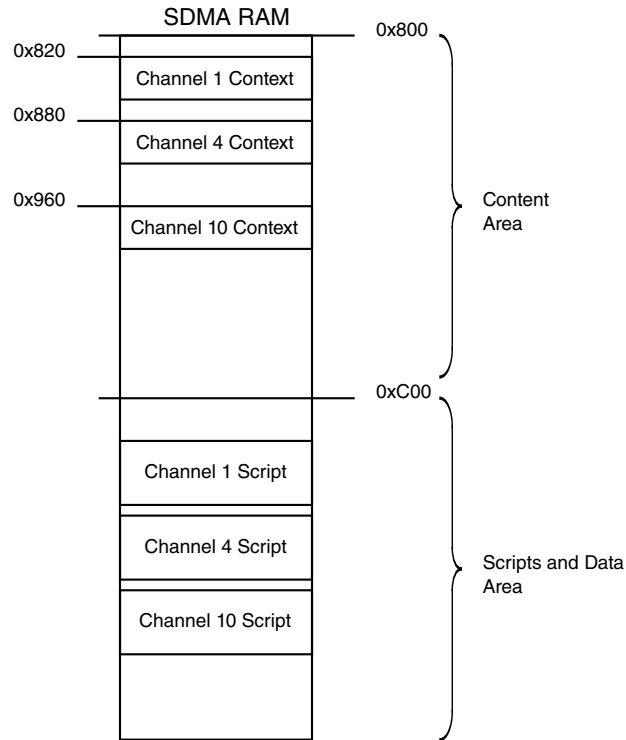 SDMA RAM
0x800
0x820
Channel 1 Context
0x880
Channel 4 Context
0x960
Channel 10 Context
Content
Area
0xC00
Channel 1 Script
Channel 4 Script
Channel 10 Script
Scripts and Data
Area